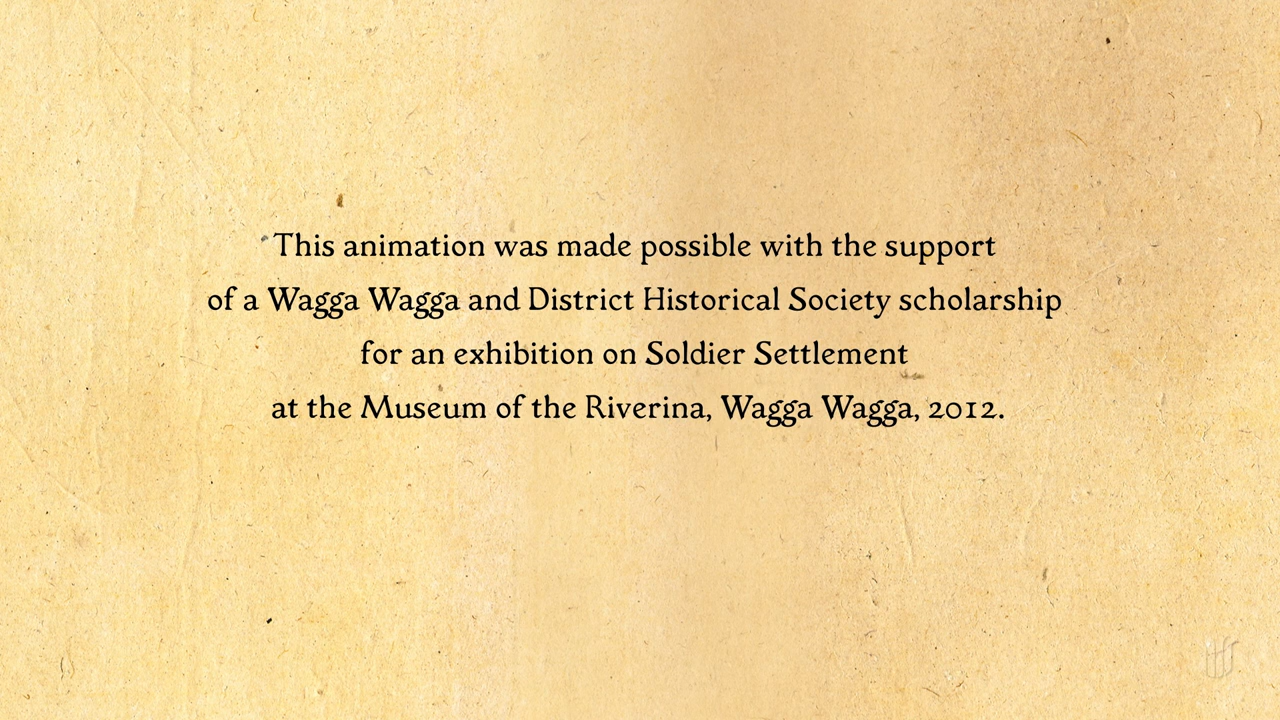 This animation was made possible with the support
of a Wagga Wagga and District Historical Society scholarship
for an exhibition on Soldier Settlement
at the Museum of the Riverina, Wagga Wagga, 2012.